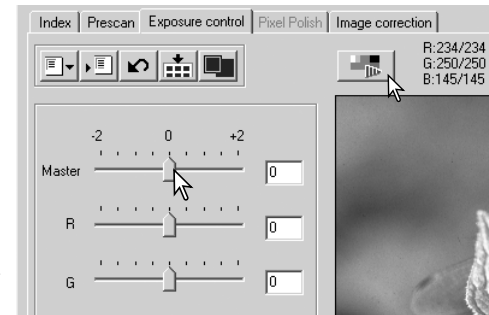 Index Prescan Exposure control Pixel Polish Image correction
R:234/234
G:250/250
B:145/145
-2 0 +2
Master 0
R 0
G 0